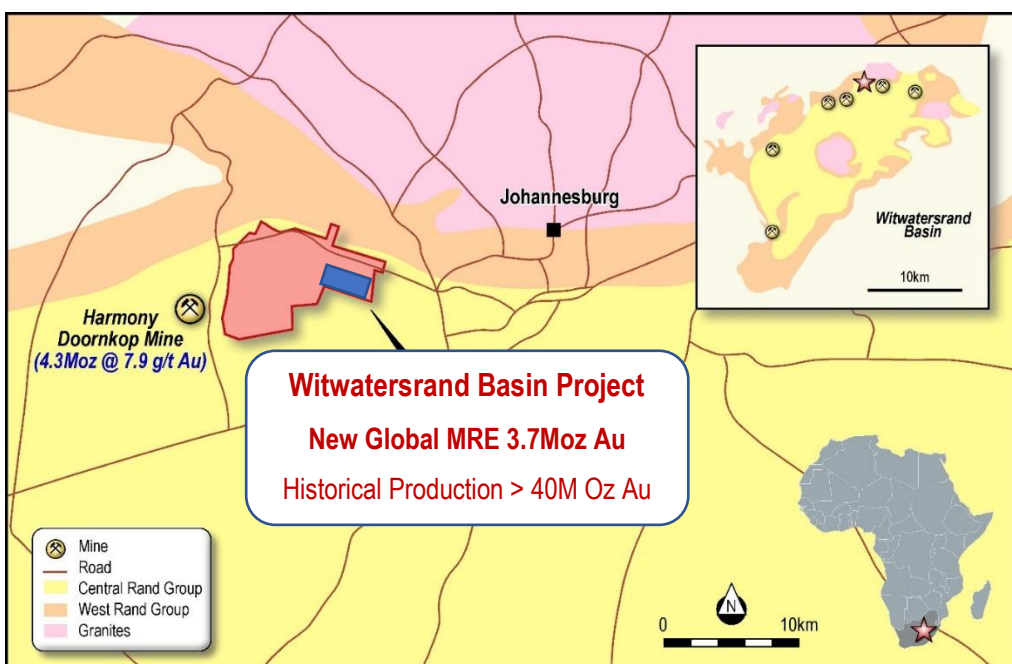 Johannesburg
Witwatersrand
Basin
10km
Harmony
Doornkop Mine
(4.3Moz @ 7.9 g/t Au)
Witwatersrand Basin Project
New Global MRE 3.7Moz Au
Historical Production > 40M Oz Au
Mine
Road
Central Rand Group
West Rand Group
Granites
N
0
10km